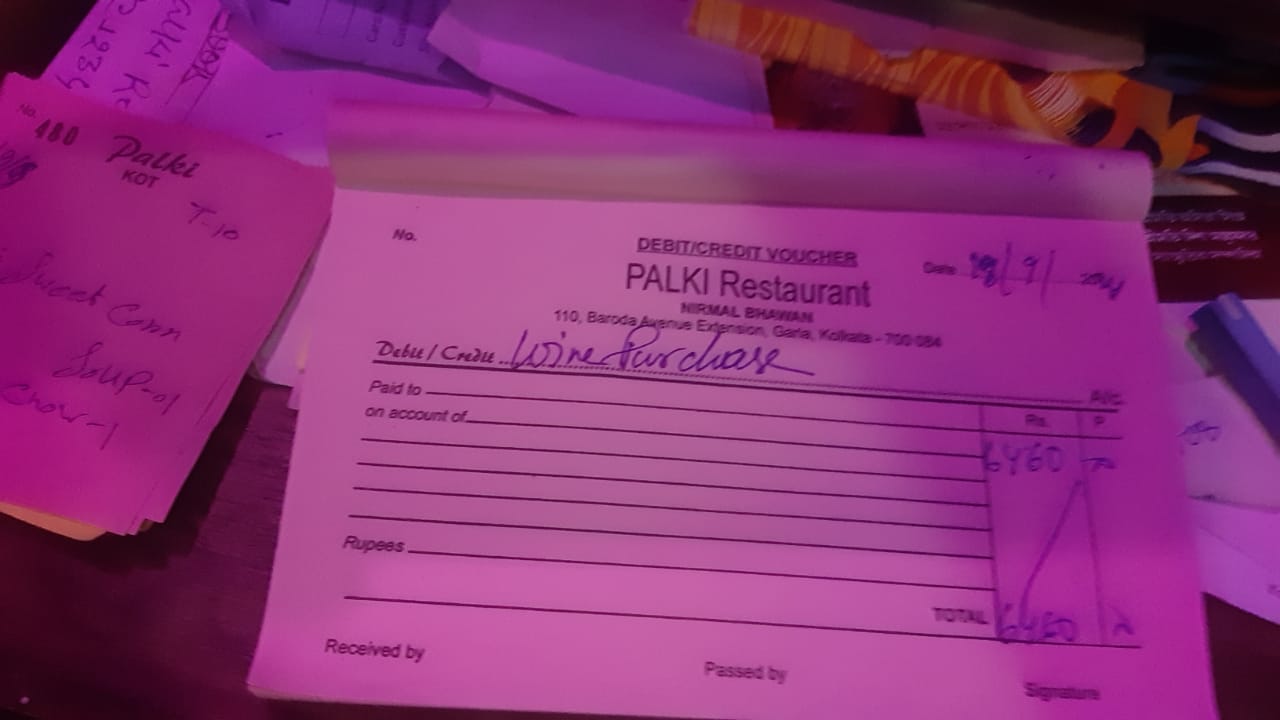 No.
480
Palki
KOT
T-10
Sweet Corn
Soup-01
Chow-1
No.
DEBIT/CREDIT VOUCHER
Date 18/9/
PALKI Restaurant
NIRMAL BHAWAN
110, Baroda Avenue Extension, Garia, Kolkata - 700 084
Debit / Credit Wine Purchase A/c.
Paid to
Rs. P.
on account of
6460
Rupees
TOTAL 6460
Received by Passed by Signature